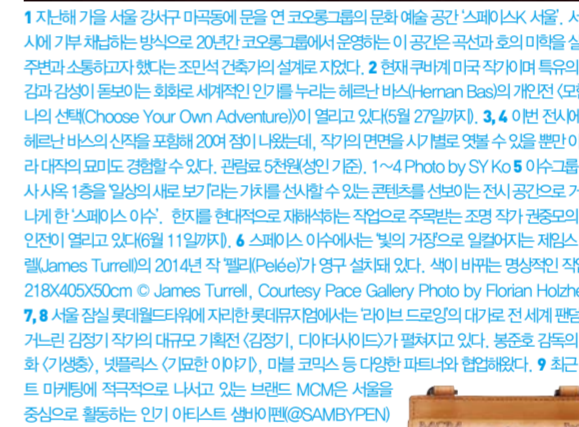 1 지난해 가을 서울 강서구 마곡동에 문을 연 코오롱그룹의 문화 예술 공간 '스페이스K 서울'. 서
시에 기부 채납하는 방식으로 20년간 코오롱그룹에서 운영하는 이 공간은 곡선과 호의 미학을 살
주변과 소통하고자 했다는 조민석 건축가의 설계로 지었다. 2 현재 쿠바계 미국 작가이며 특유의
감과 감성이 돋보이는 회화로 세계적인 인기를 누리는 헤르난 바스(Hernan Bas)의 개인전 〈모험
나의 선택(Choose Your Own Adventure)〉이 열리고 있다(5월 27일까지). 3, 4 이번 전시에
헤르난 바스의 신작을 포함해 20여 점이 나왔는데, 작가의 면면을 시기별로 엿볼 수 있을 뿐만 아
라 대작의 묘미도 경험할 수 있다. 관람료 5천원(성인 기준). 1~4 Photo by SY Ko 5 이수그룹
사 사옥 1층을 '일상의 새로 보기'라는 가치를 선사할 수 있는 콘텐츠를 선보이는 전시 공간으로 거
나게 한 '스페이스 이수'. 한지를 현대적으로 재해석하는 작업으로 주목받는 조명 작가 권중모의
인전이 열리고 있다(6월 11일까지). 6 스페이스 이수에서는 '빛의 거장'으로 일컬어지는 제임스
렐(James Turrell)의 2014년 작 '펠리(Pelée)'가 영구 설치돼 있다. 색이 바뀌는 명상적인 작
218X405X50cm © James Turrell, Courtesy Pace Gallery Photo by Florian Holzhe
7, 8 서울 잠실 롯데월드타워에 자리한 롯데뮤지엄에서는 '라이브 드로잉'의 대가로 전 세계 팬덤
거느린 김정기 작가의 대규모 기획전 〈김정기, 디아더사이드〉가 펼쳐지고 있다. 봉준호 감독의
화 〈기생충〉, 넷플릭스 〈기묘한 이야기〉, 마블 코믹스 등 다양한 파트너와 협업해왔다. 9 최근
트 마케팅에 적극적으로 나서고 있는 브랜드 MCM은 서울을
중심으로 활동하는 인기 아티스트 샘바이펜(@SAMBYPEN)